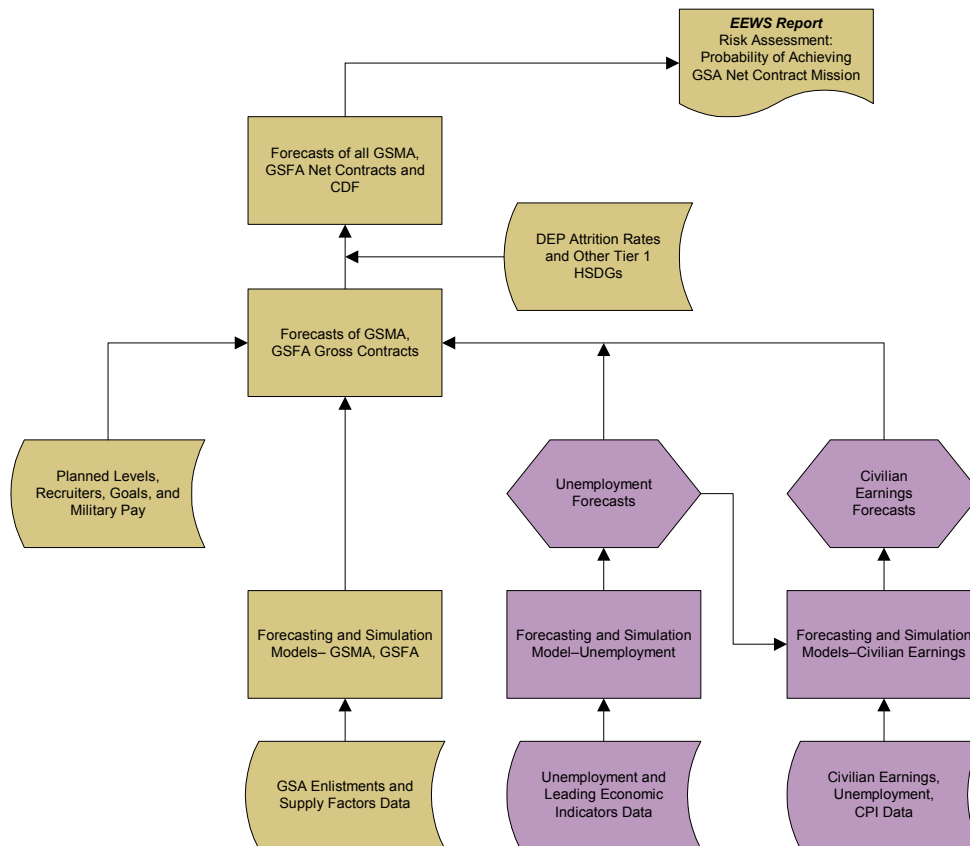 EEWS Report
Risk Assessment:
Probability of Achieving
GSA Net Contract Mission
Forecasts of all GSMA,
GSFA Net Contracts and
CDF
DEP Attrition Rates
and Other Tier 1
HSDGs
Forecasts of GSMA,
GSFA Gross Contracts
Planned Levels,
Recruiters, Goals, and
Military Pay
Unemployment
Forecasts
Civilian
Earnings
Forecasts
Forecasting and Simulation
Models– GSMA, GSFA
Forecasting and Simulation
Model–Unemployment
Forecasting and Simulation
Models–Civilian Earnings
GSA Enlistments and
Supply Factors Data
Unemployment and
Leading Economic
Indicators Data
Civilian Earnings,
Unemployment,
CPI Data